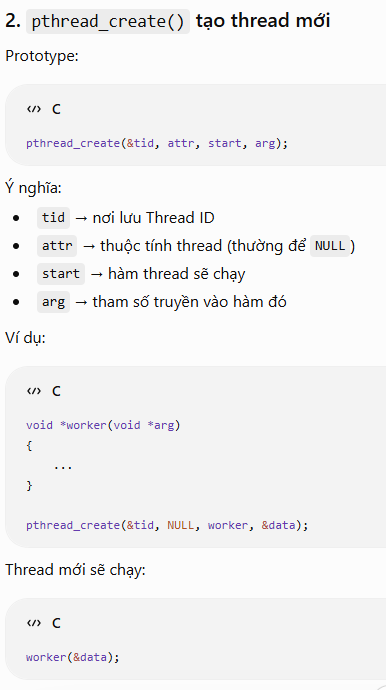 2. pthread_create() tạo thread mới
Prototype:
</> C
pthread_create(&tid, attr, start, arg);
Ý nghĩa:
• tid → nơi lưu Thread ID
• attr → thuộc tính thread (thường để NULL)
• start → hàm thread sẽ chạy
• arg → tham số truyền vào hàm đó
Ví dụ:
</> C
void *worker(void *arg)
{
    ...
}
pthread_create(&tid, NULL, worker, &data);
Thread mới sẽ chạy:
</> C
worker(&data);